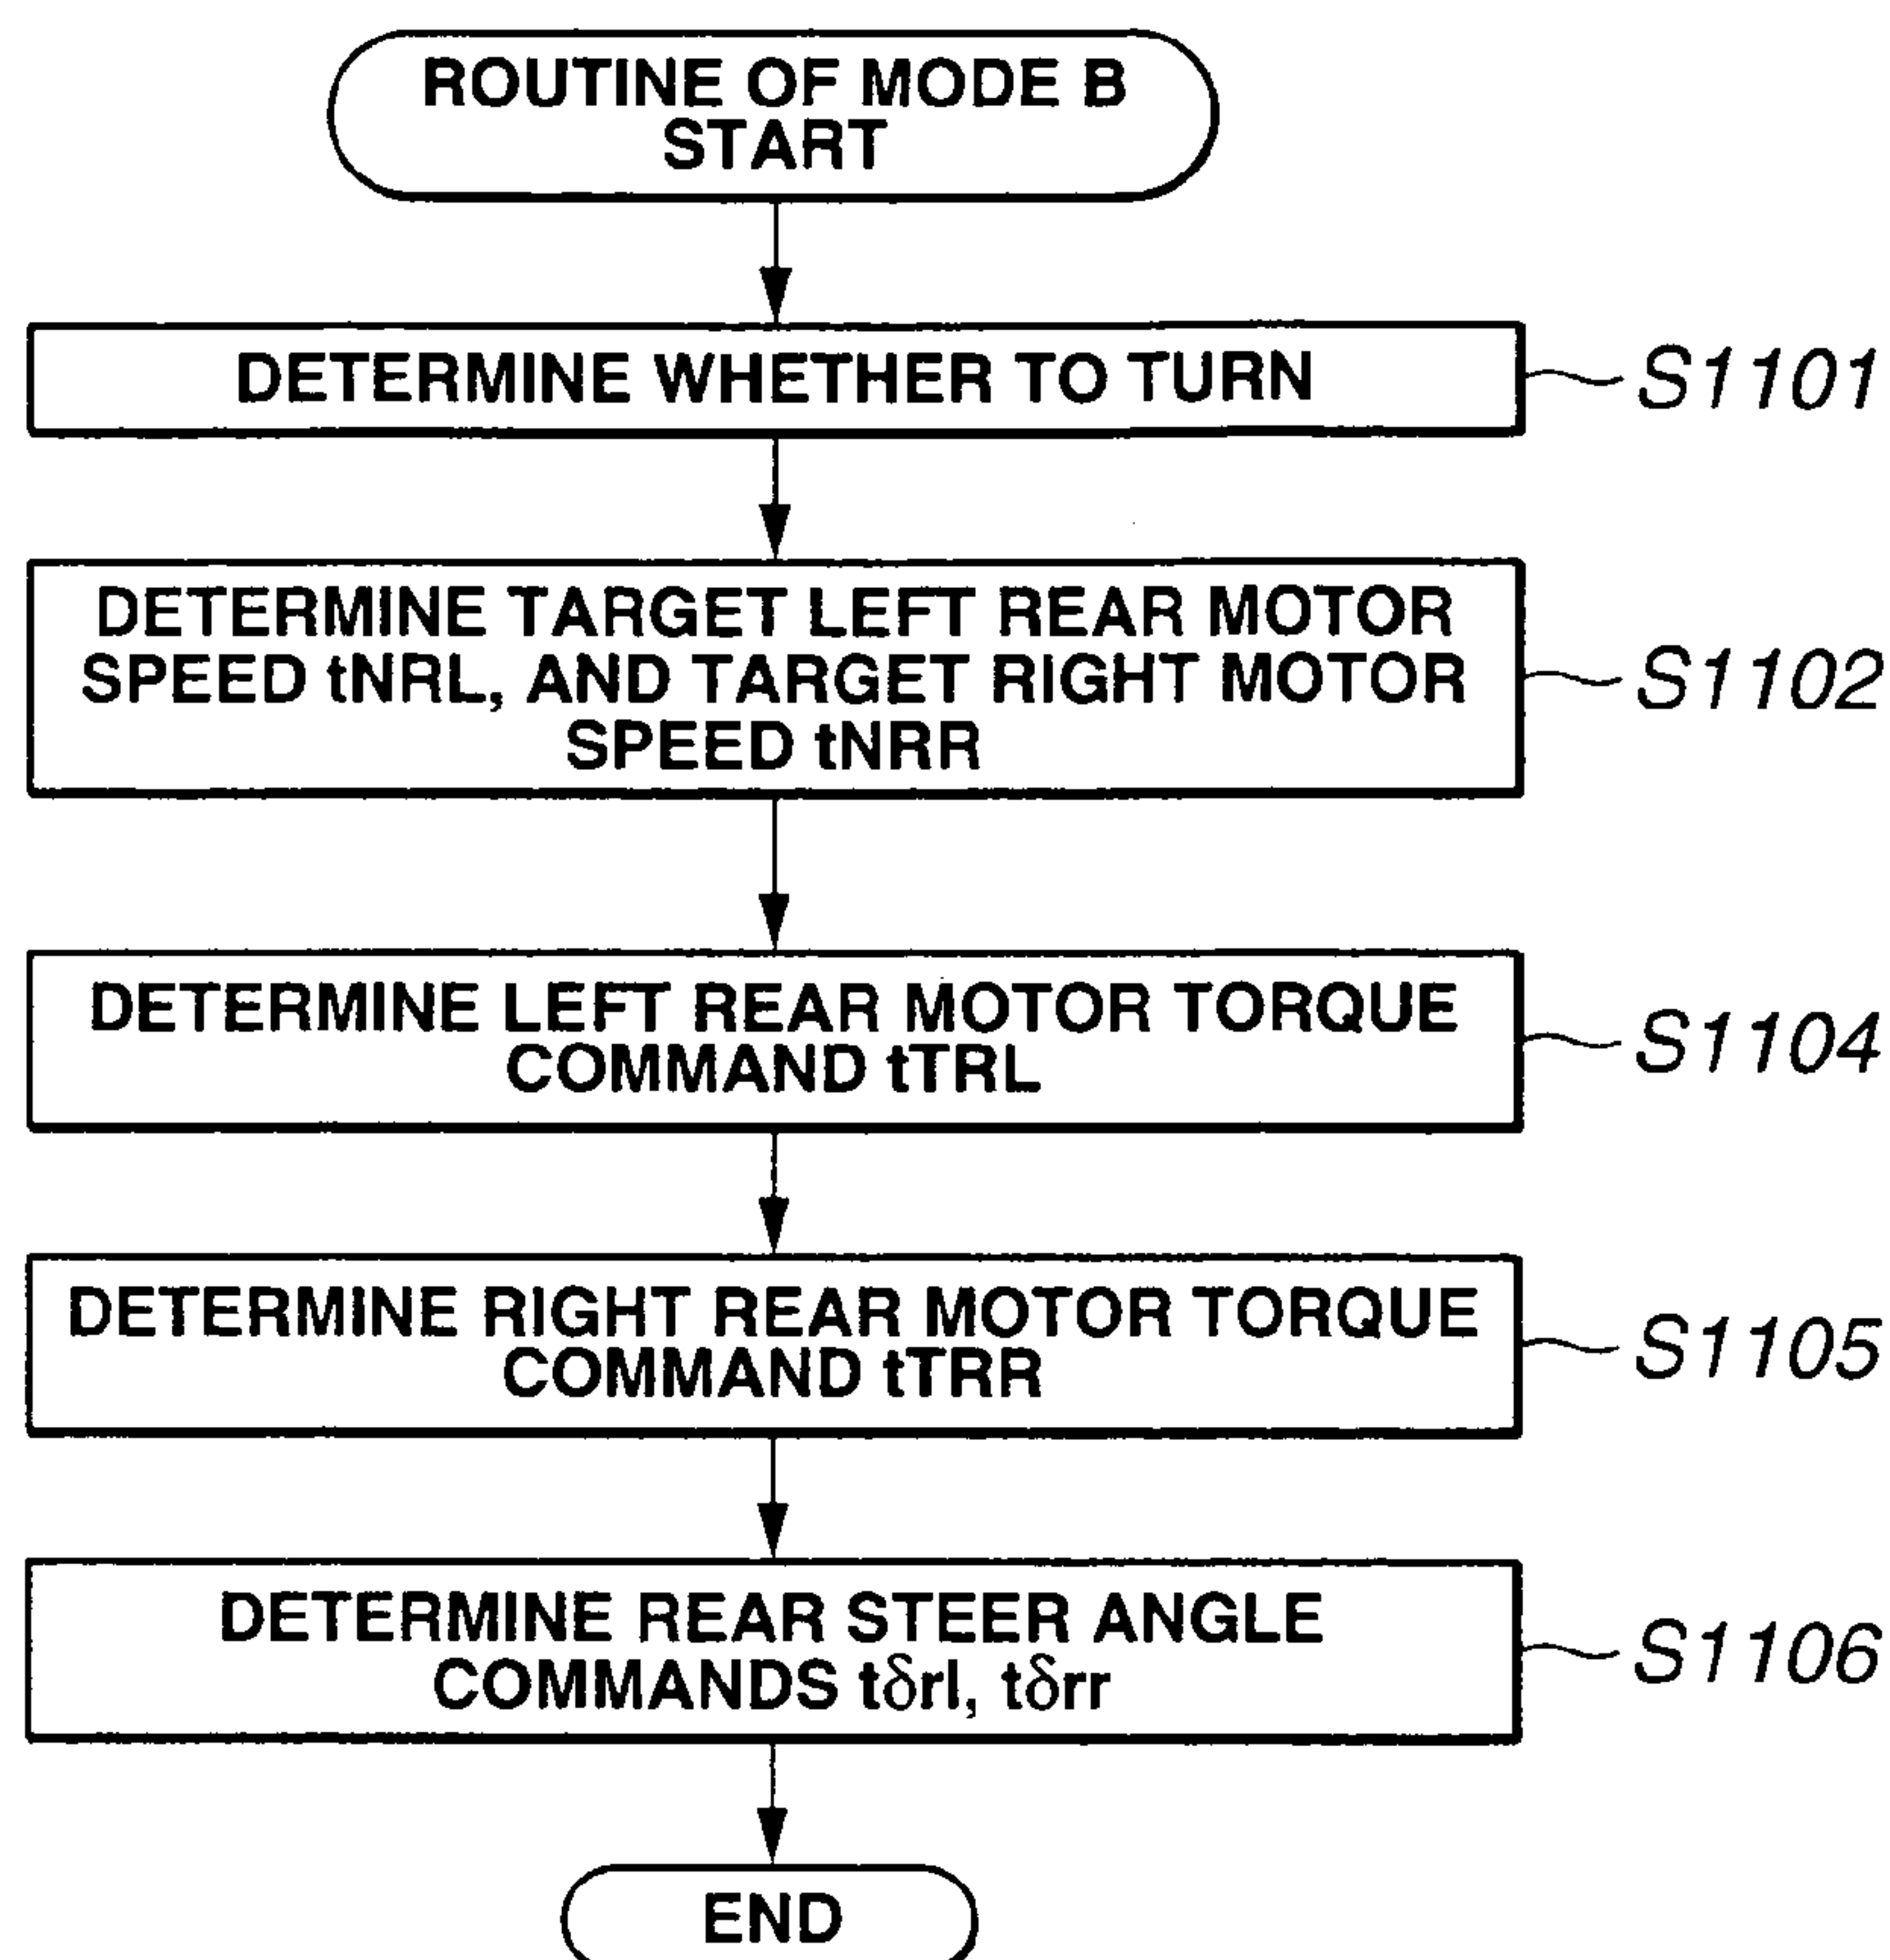 ROUTINE OF MODE B
START
DETERMINE WHETHER TO TURN
S1101
DETERMINE TARGET LEFT REAR MOTOR
SPEED tNRL, AND TARGET RIGHT MOTOR
SPEED tNRR
S1102
DETERMINE LEFT REAR MOTOR TORQUE
COMMAND tTRL
S1104
DETERMINE RIGHT REAR MOTOR TORQUE
COMMAND tTRR
S1105
DETERMINE REAR STEER ANGLE
COMMANDS tδrl, tδrr
S1106
END